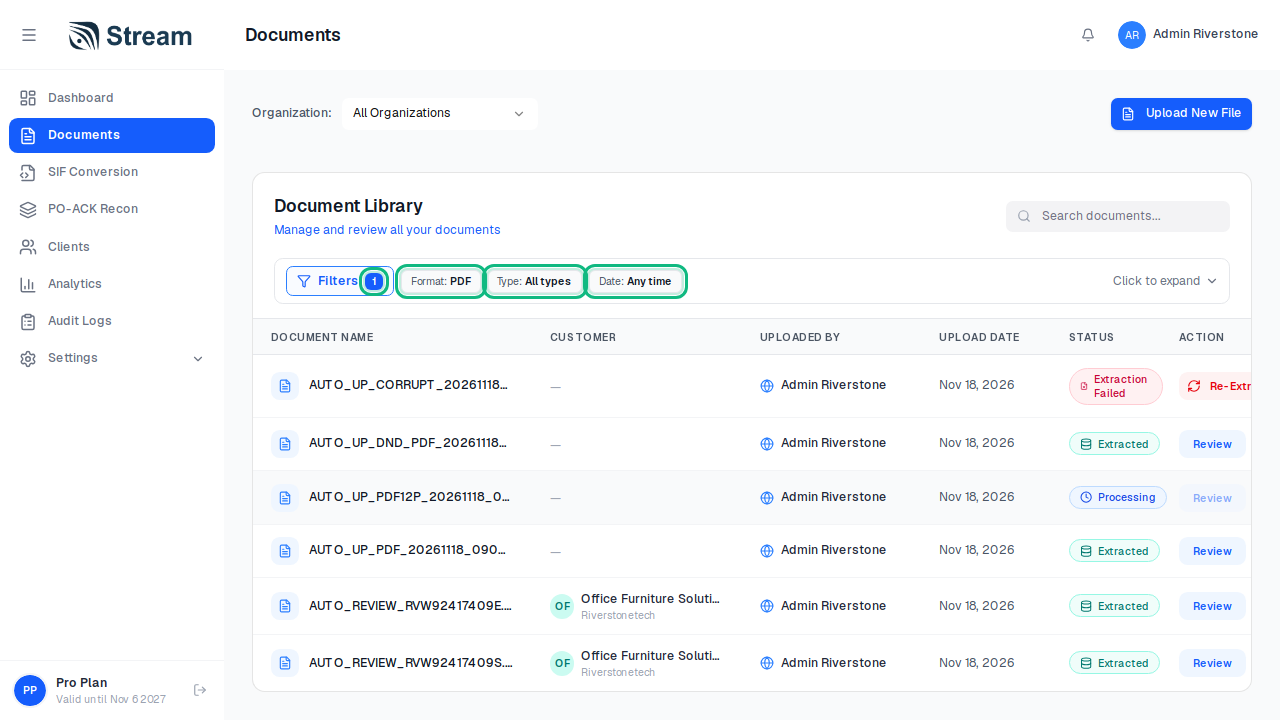 Stream
Documents
AR
Admin Riverstone
Dashboard
Documents
SIF Conversion
PO-ACK Recon
Clients
Analytics
Audit Logs
Settings
PP
Pro Plan
Valid until Nov 6 2027
Organization:
All Organizations
Upload New File
Document Library
Manage and review all your documents
Search documents...
Filters 1
Format: PDF
Type: All types
Date: Any time
Click to expand
DOCUMENT NAME CUSTOMER UPLOADED BY UPLOAD DATE STATUS ACTION
AUTO_UP_CORRUPT_20261118... — Admin Riverstone Nov 18, 2026 Extraction Failed Re-Extr
AUTO_UP_DND_PDF_20261118... — Admin Riverstone Nov 18, 2026 Extracted Review
AUTO_UP_PDF12P_20261118_0... — Admin Riverstone Nov 18, 2026 Processing Review
AUTO_UP_PDF_20261118_090... — Admin Riverstone Nov 18, 2026 Extracted Review
AUTO_REVIEW_RVW92417409E.... OF Office Furniture Soluti... Riverstonetech Admin Riverstone Nov 18, 2026 Extracted Review
AUTO_REVIEW_RVW92417409S.... OF Office Furniture Soluti... Riverstonetech Admin Riverstone Nov 18, 2026 Extracted Review